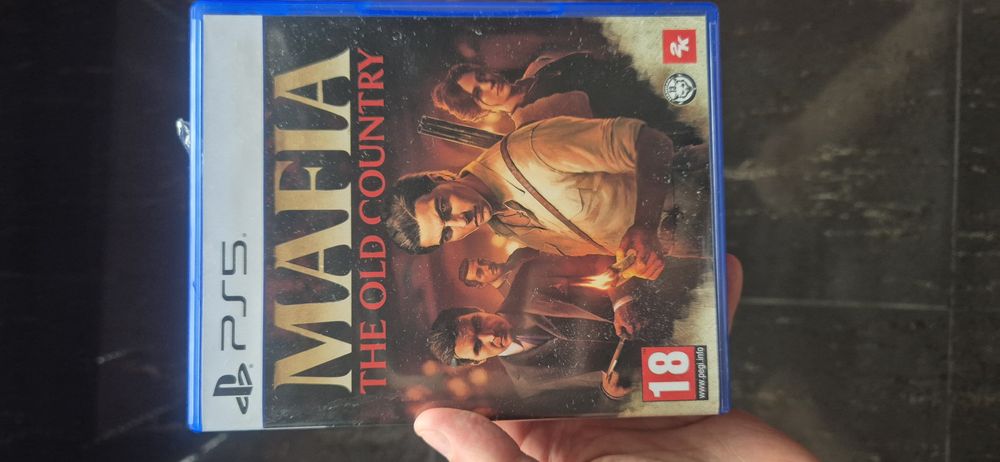 PS5
MAFIA
THE OLD COUNTRY
2K
18
www.pegi.info